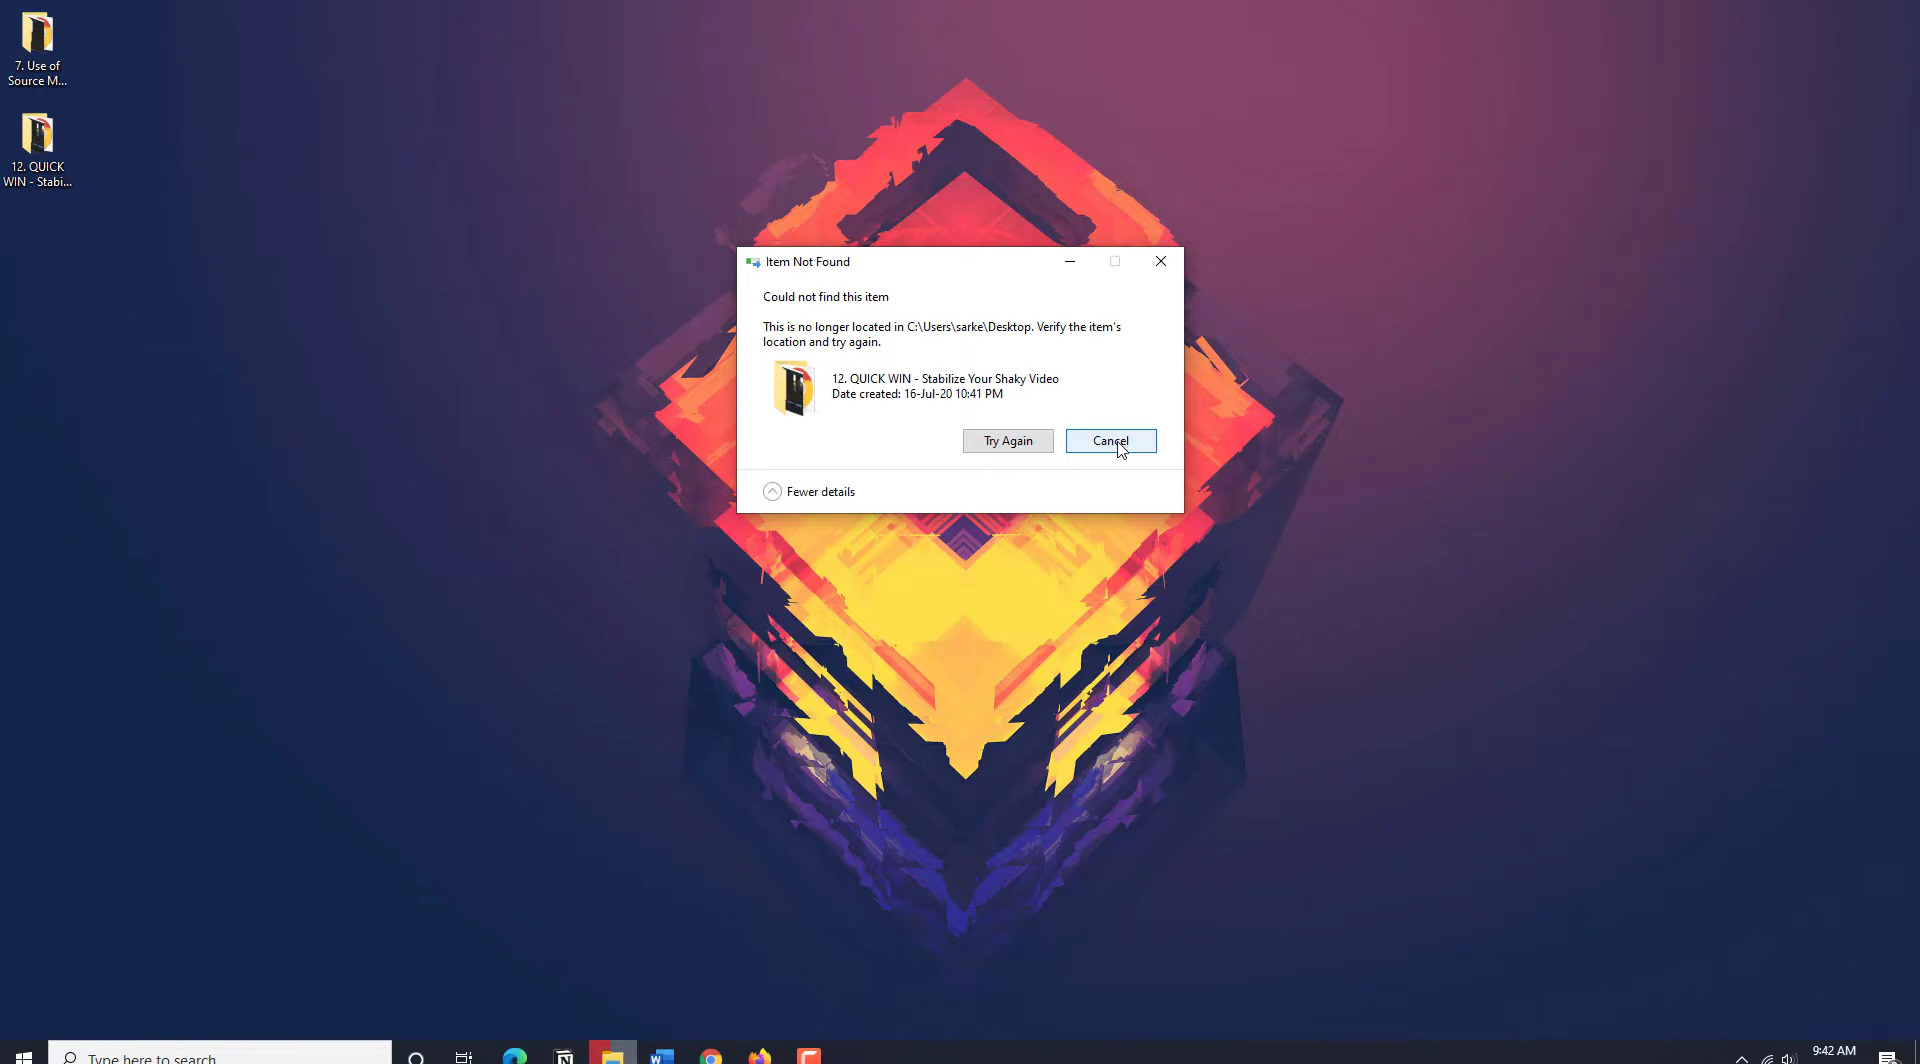 7. Use of
Source M...
12. QUICK
WIN - Stabi...
Item Not Found
Could not find this item
This is no longer located in C:\Users\sarke\Desktop. Verify the item's
location and try again.
12. QUICK WIN - Stabilize Your Shaky Video
Date created: 16-Jul-20 10:41 PM
Try Again
Cancel
Fewer details
Type here to search
9:42 AM